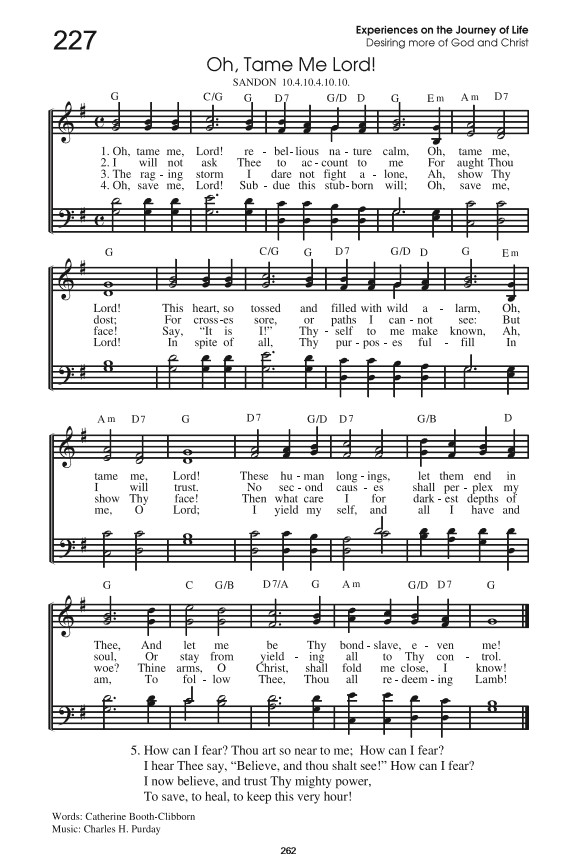 227
Experiences on the Journey of Life
Desiring more of God and Christ
Oh, Tame Me Lord!
SANDON 10.4.10.4.10.10.
G C/G G D7 G/D D G Em Am D7
1. Oh, tame me, Lord! re - bel-lious na - ture calm, Oh, tame me,
2. I will not ask Thee to ac - count to me For aught Thou
3. The rag - ing storm I dare not fight a - lone, Ah, show Thy
4. Oh, save me, Lord! Sub - due this stub-born will; Oh, save me,
G C/G G D7 G/D D G Em
Lord! This heart, so tossed and filled with wild a - larm, Oh,
dost; For cross-es sore, or paths I can - not see: But
face! Say, “It is I!” Thy - self to me make known, Ah,
Lord! In spite of all, Thy pur - pos - es ful - fill In
Am D7 G D7 G/D D7 G/B D
tame me, Lord! These hu - man long - ings, let them end in
I will trust. No sec - ond caus - es shall per - plex my
show Thy face! Then what care I for dark - est depths of
me, O Lord; I yield my self, and all I have and
G C G/B D7/A G Am G/D D7 G
Thee, And let me be Thy bond - slave, e - ven me!
soul, Or stay from yield - ing all to Thy con - trol.
woe? Thine arms, O Christ, shall fold me close, I know!
am, To fol - low Thee, Thou all re - deem - ing Lamb!
5. How can I fear? Thou art so near to me; How can I fear?
I hear Thee say, “Believe, and thou shalt see!” How can I fear?
I now believe, and trust Thy mighty power,
To save, to heal, to keep this very hour!
Words: Catherine Booth-Clibborn
Music: Charles H. Purday
262